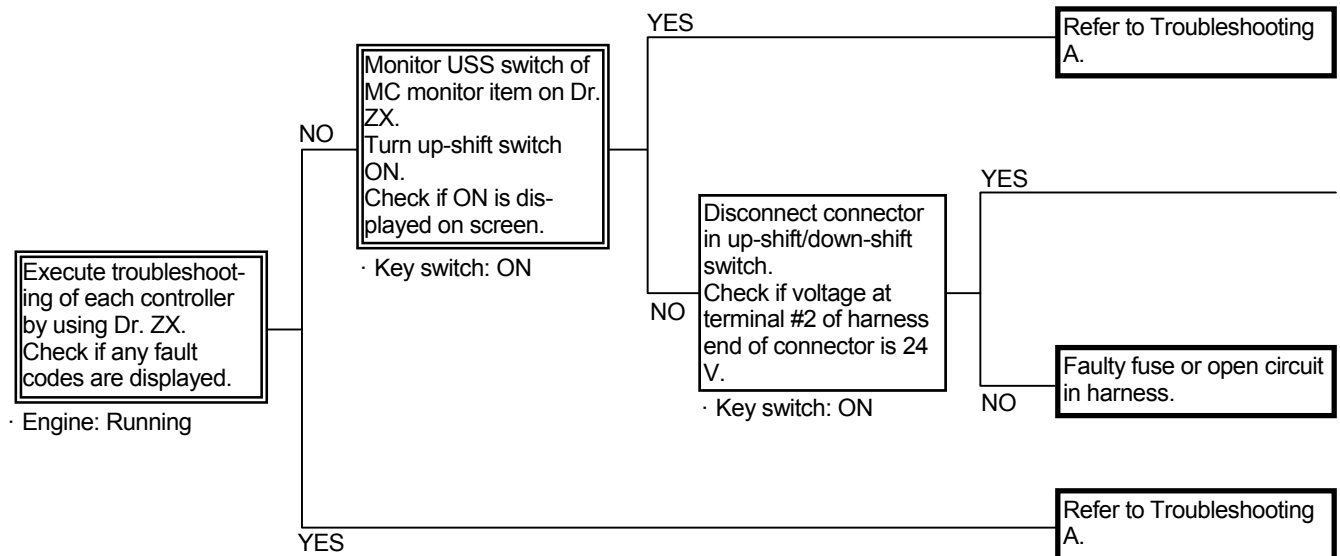 YES
Refer to Troubleshooting
A.
Monitor USS switch of
MC monitor item on Dr.
ZX.
Turn up-shift switch
ON.
Check if ON is dis-
played on screen.
NO
· Key switch: ON
YES
Disconnect connector
in up-shift/down-shift
switch.
Check if voltage at
terminal #2 of harness
end of connector is 24
V.
NO
· Key switch: ON
Execute troubleshoot-
ing of each controller
by using Dr. ZX.
Check if any fault
codes are displayed.
· Engine: Running
Faulty fuse or open circuit
in harness.
NO
Refer to Troubleshooting
A.
YES